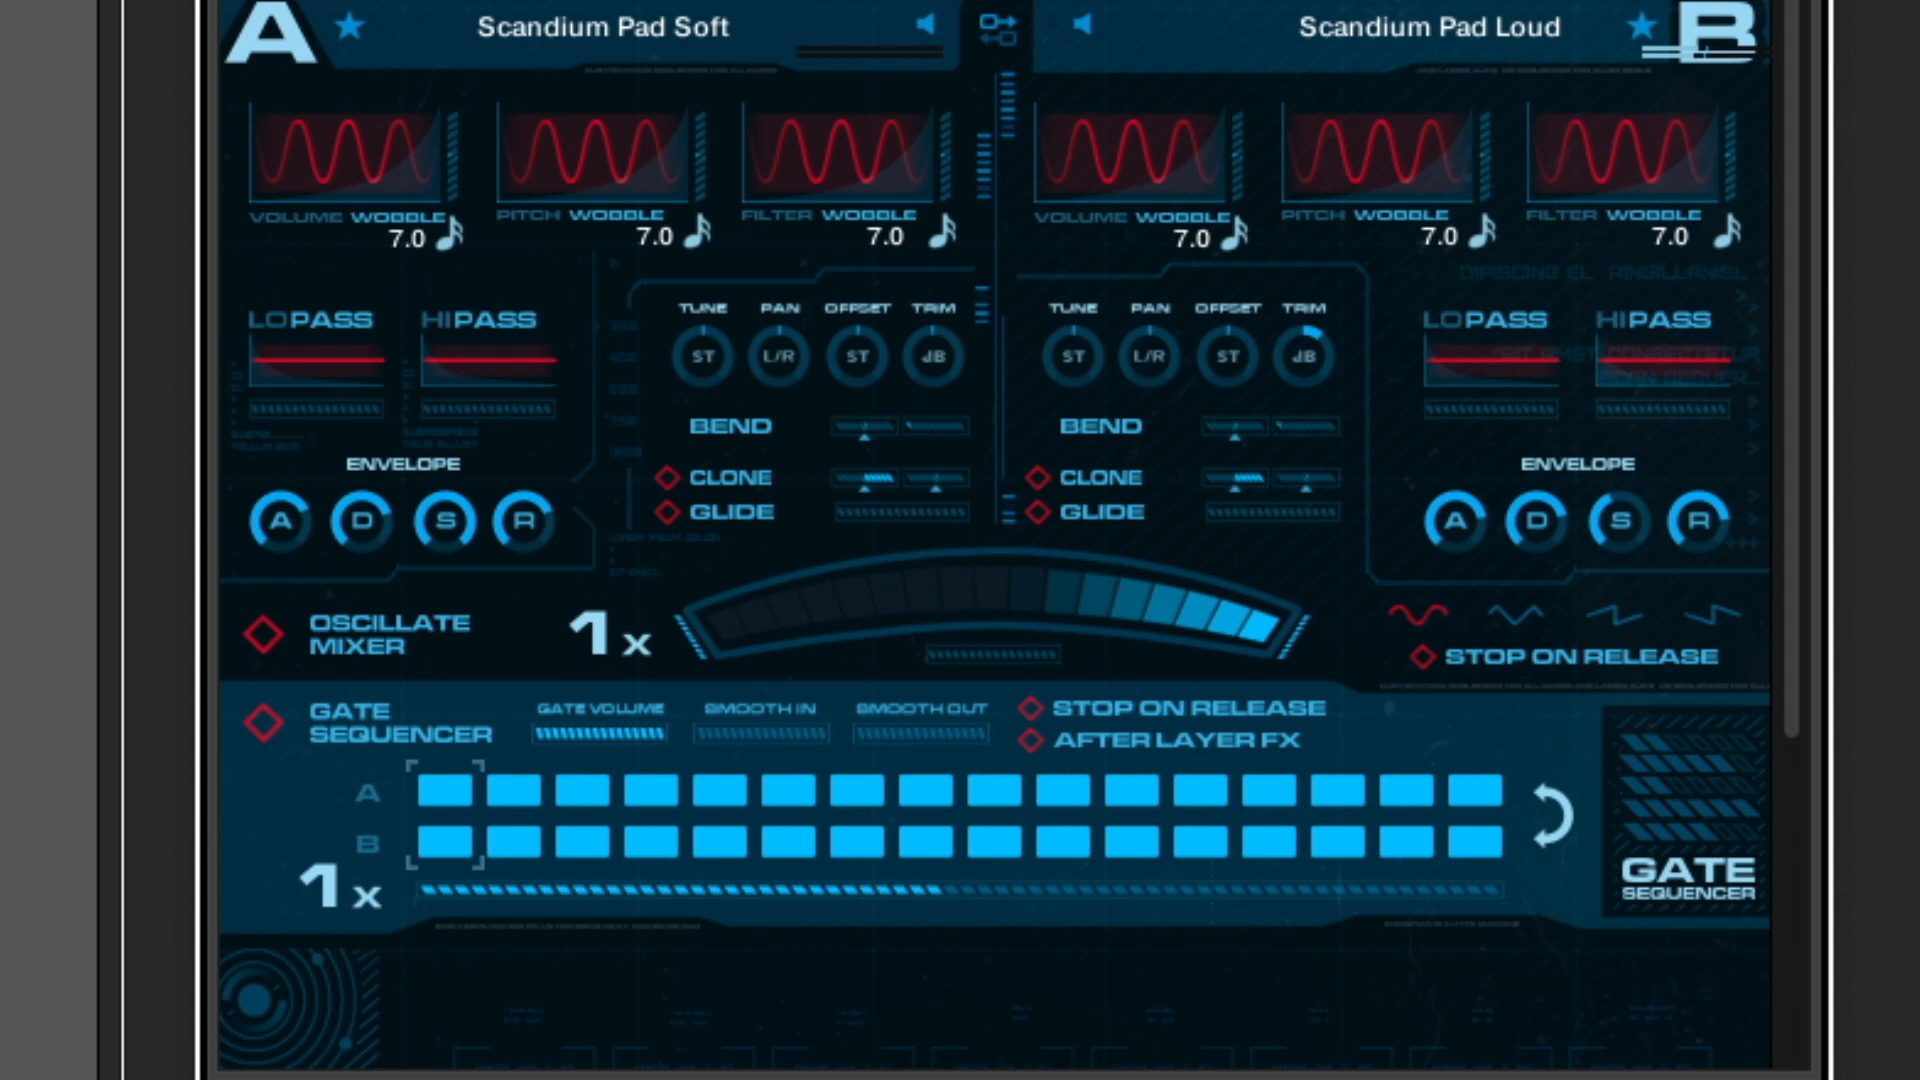 A Scandium Pad Soft
Scandium Pad Loud B
VOLUME WOBBLE
7.0
PITCH WOBBLE
7.0
FILTER WOBBLE
7.0
VOLUME WOBBLE
7.0
PITCH WOBBLE
7.0
FILTER WOBBLE
7.0
LOPASS HIPASS
TUNE PAN OFFSET TRIM
ST L/R ST dB
BEND
CLONE
GLIDE
ENVELOPE
A D S R
TUNE PAN OFFSET TRIM
ST L/R ST dB
BEND
CLONE
GLIDE
LOPASS HIPASS
ENVELOPE
A D S R
OSCILLATE
MIXER
1x
STOP ON RELEASE
GATE
SEQUENCER
GATE VOLUME SMOOTH IN SMOOTH OUT
STOP ON RELEASE
AFTER LAYER FX
A
B
1x
GATE
SEQUENCER